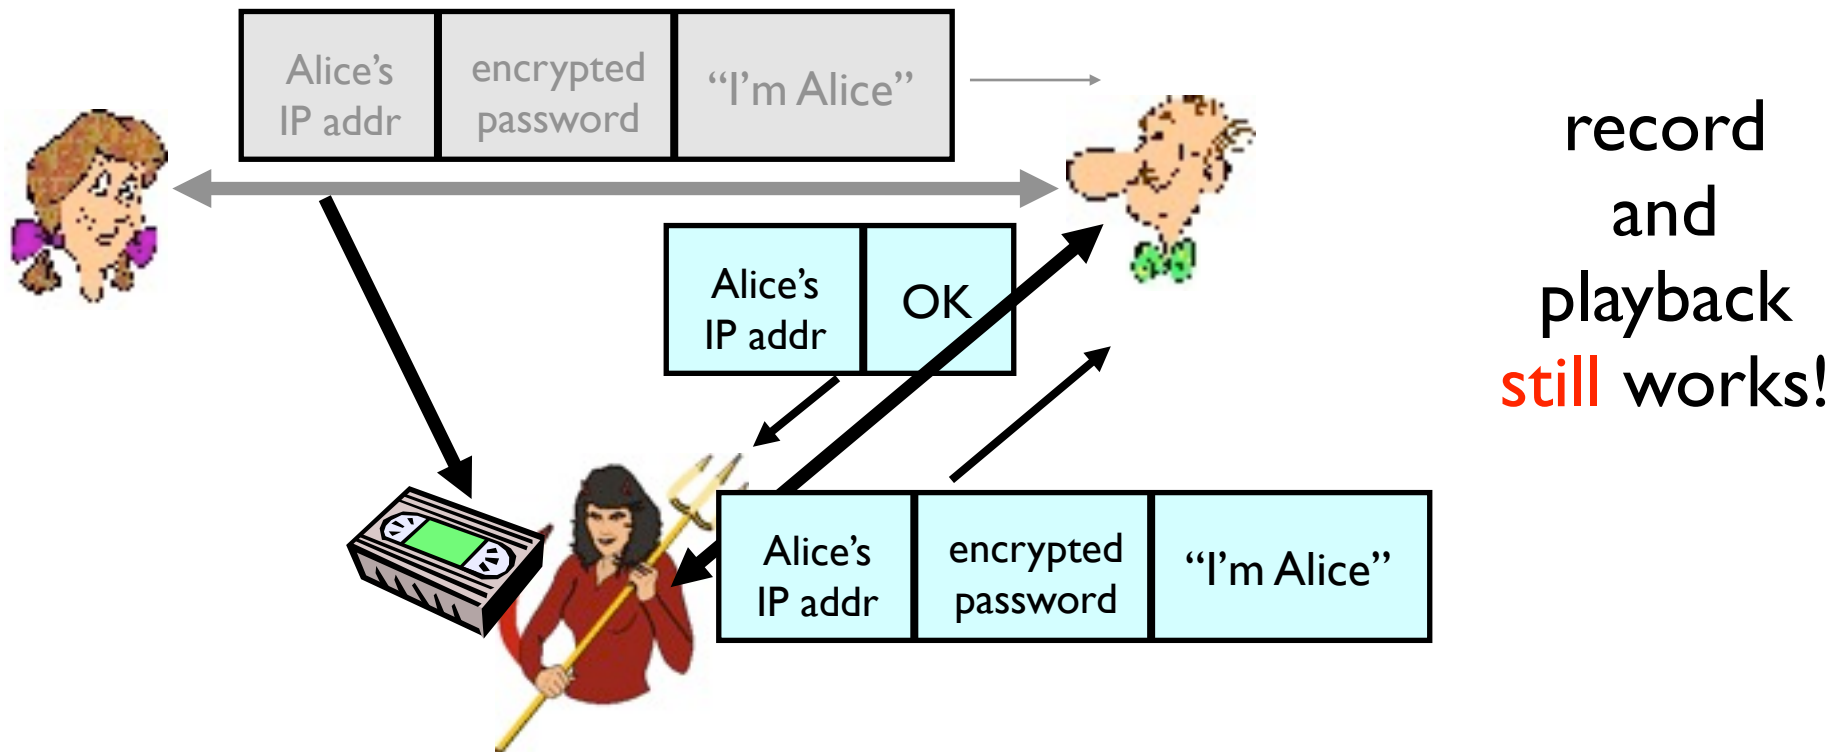 Alice’s
IP addr
encrypted
password
“I’m Alice”
record
and
playback
still works!
Alice’s
IP addr
OK
Alice’s
IP addr
encrypted
password
“I’m Alice”